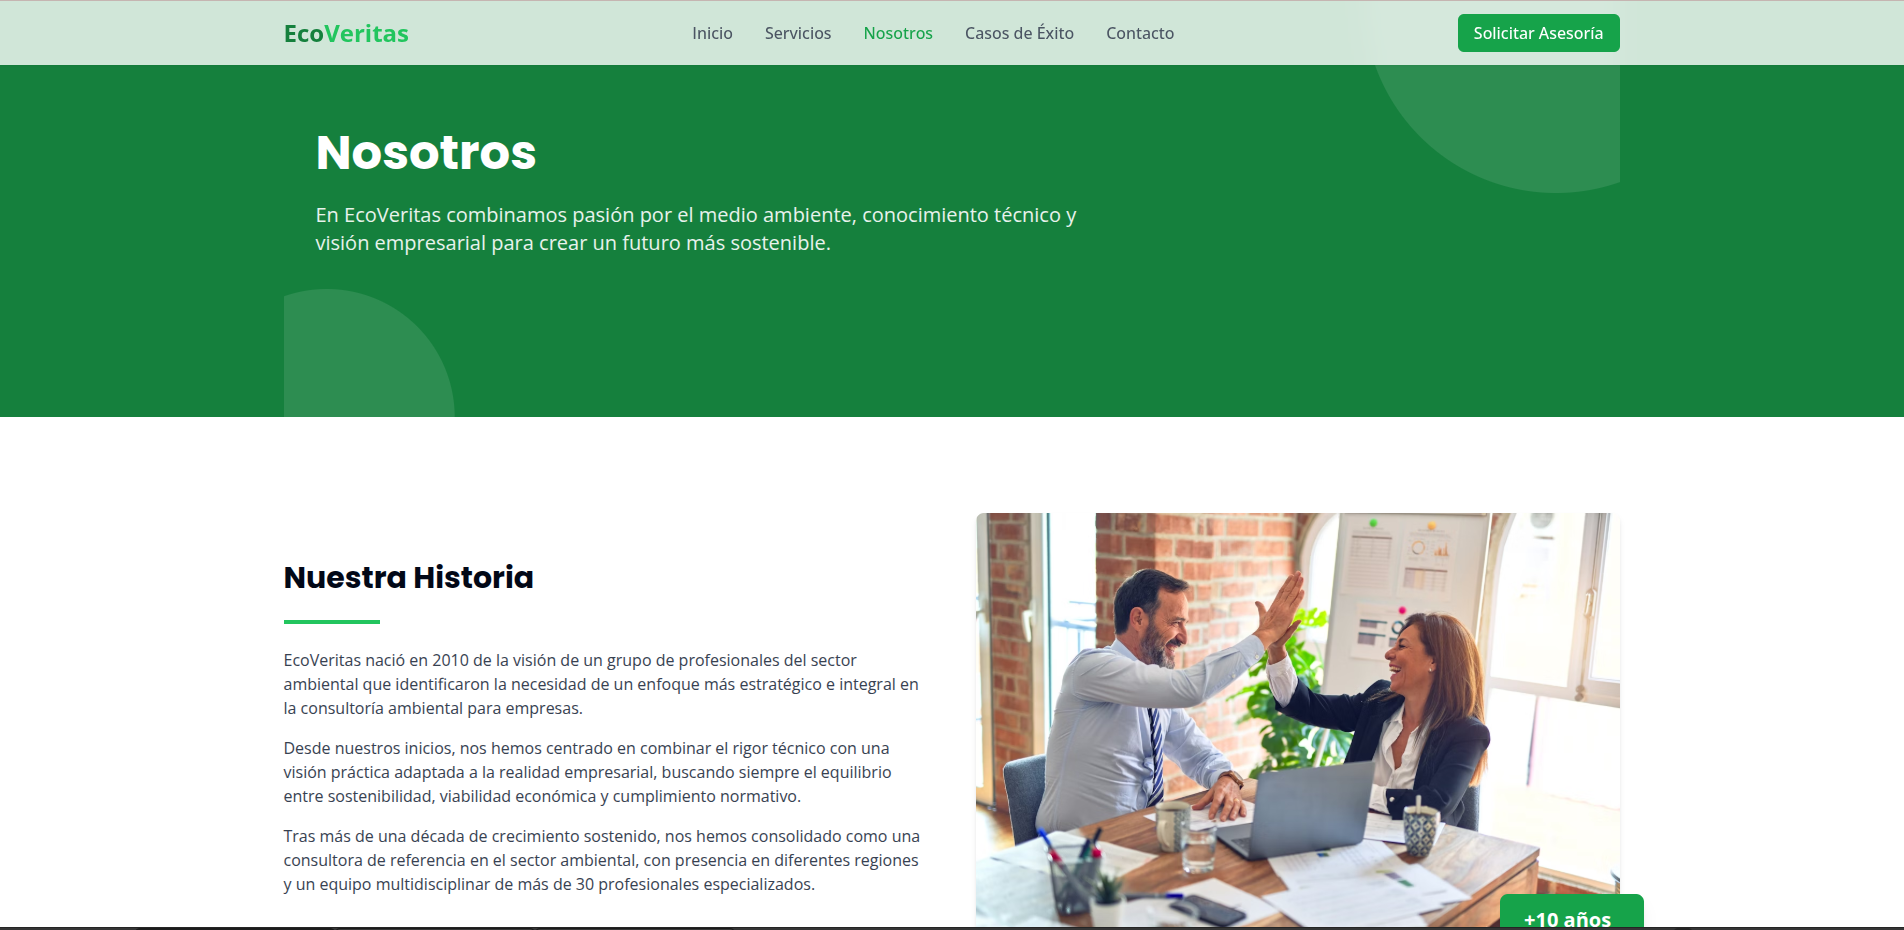 EcoVeritas
Inicio
Servicios
Nosotros
Casos de Éxito
Contacto
Solicitar Asesoría
Nosotros
En EcoVeritas combinamos pasión por el medio ambiente, conocimiento técnico y
visión empresarial para crear un futuro más sostenible.
Nuestra Historia
EcoVeritas nació en 2010 de la visión de un grupo de profesionales del sector
ambiental que identificaron la necesidad de un enfoque más estratégico e integral en
la consultoría ambiental para empresas.
Desde nuestros inicios, nos hemos centrado en combinar el rigor técnico con una
visión práctica adaptada a la realidad empresarial, buscando siempre el equilibrio
entre sostenibilidad, viabilidad económica y cumplimiento normativo.
Tras más de una década de crecimiento sostenido, nos hemos consolidado como una
consultora de referencia en el sector ambiental, con presencia en diferentes regiones
y un equipo multidisciplinar de más de 30 profesionales especializados.
+10 años